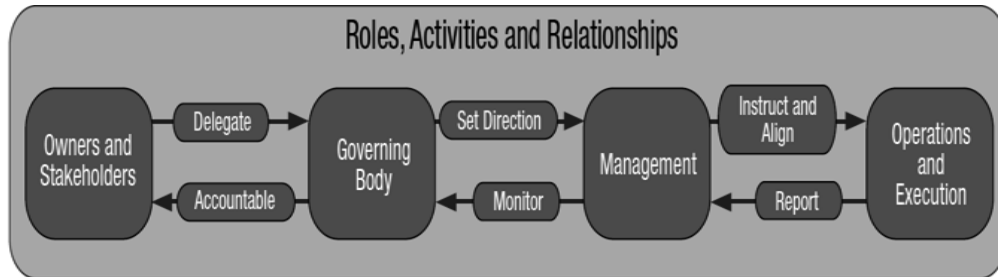 Roles, Activities and Relationships
Owners and
Stakeholders
Delegate
Accountable
Governing
Body
Set Direction
Monitor
Management
Instruct and
Align
Report
Operations
and
Execution